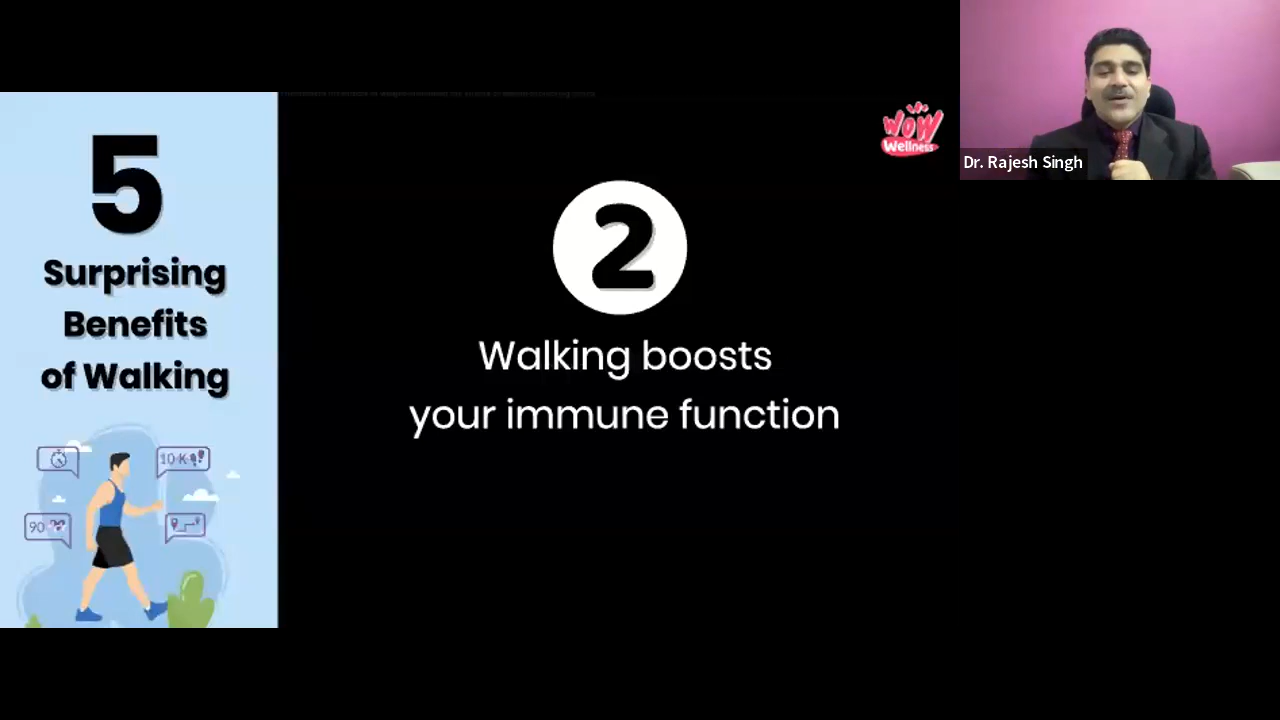 5
Surprising
Benefits
of Walking
10 K
90
2
Walking boosts
your immune function
WOW
Wellness
Dr. Rajesh Singh